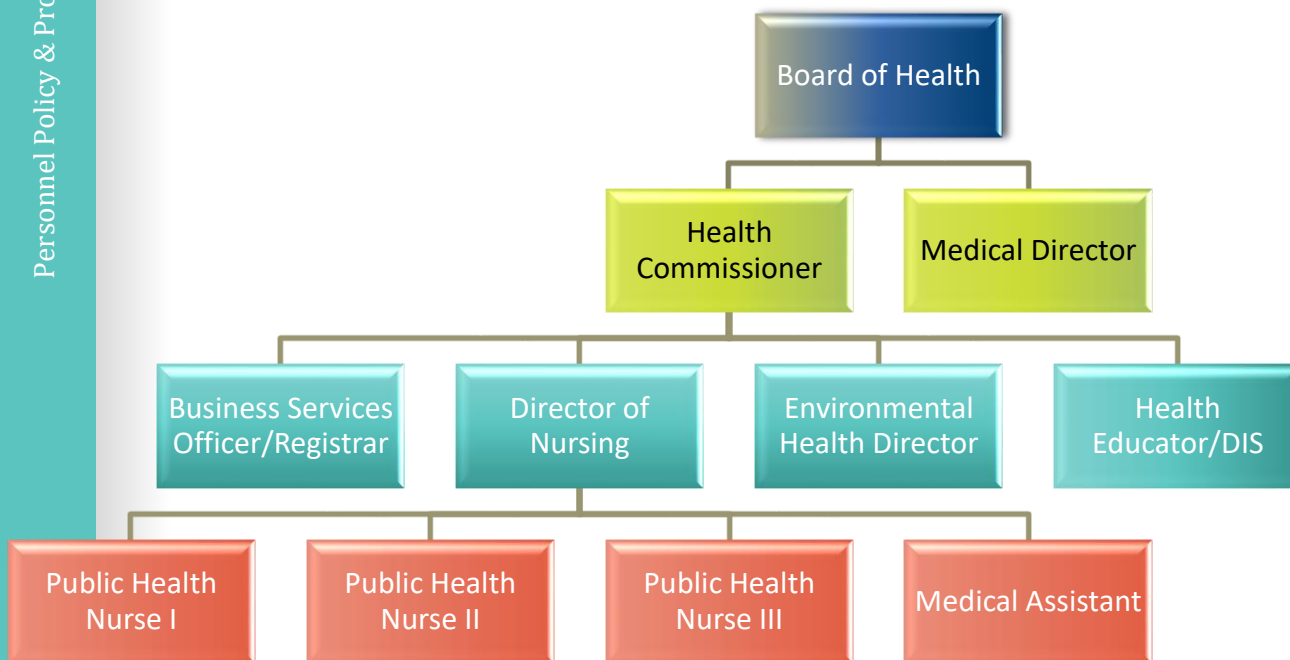 Personnel Policy & Pro
Board of Health
Health
Commissioner
Medical Director
Business Services
Officer/Registrar
Director of
Nursing
Environmental
Health Director
Health
Educator/DIS
Public Health
Nurse I
Public Health
Nurse II
Public Health
Nurse III
Medical Assistant